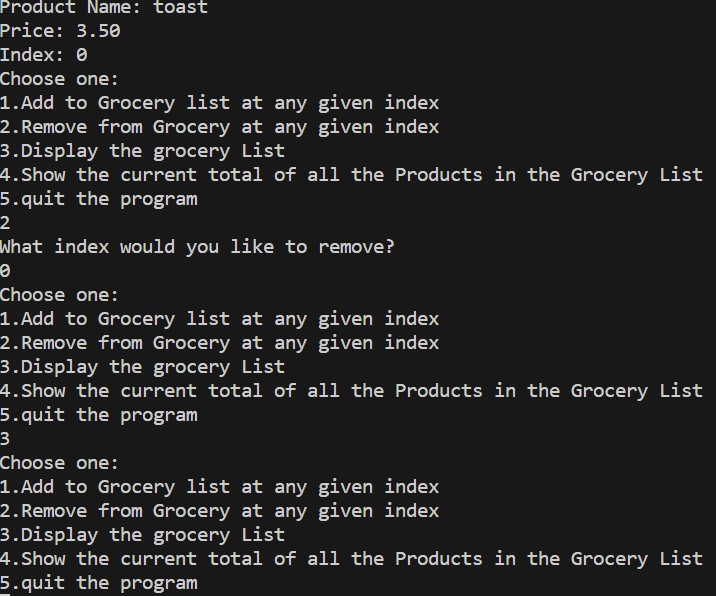 Product Name: toast
Price: 3.50
Index: 0
Choose one:
1.Add to Grocery list at any given index
2.Remove from Grocery at any given index
3.Display the grocery List
4.Show the current total of all the Products in the Grocery List
5.quit the program
2
What index would you like to remove?
0
Choose one:
1.Add to Grocery list at any given index
2.Remove from Grocery at any given index
3.Display the grocery List
4.Show the current total of all the Products in the Grocery List
5.quit the program
3
Choose one:
1.Add to Grocery list at any given index
2.Remove from Grocery at any given index
3.Display the grocery List
4.Show the current total of all the Products in the Grocery List
5.quit the program